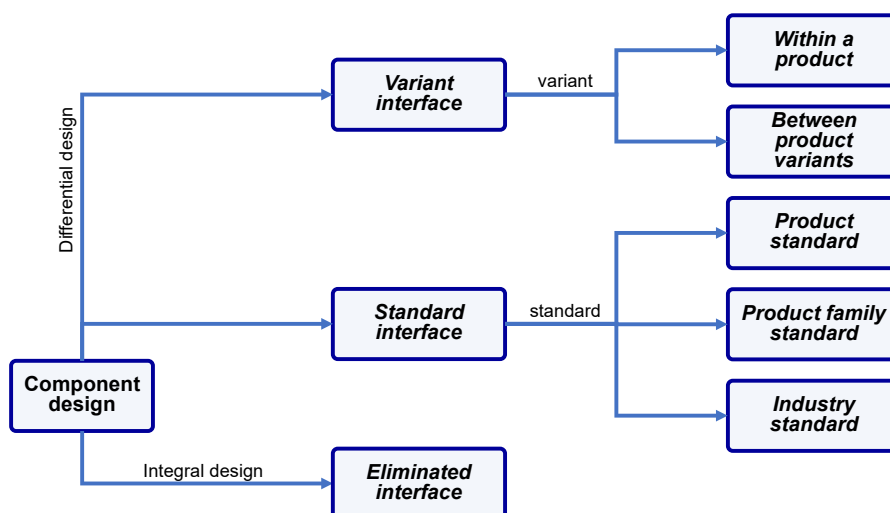 Within a
product
Variant
interface
variant
Between
product
variants
Differential design
Product
standard
Standard
interface
standard
Product family
standard
Component
design
Industry
standard
Integral design
Eliminated
interface